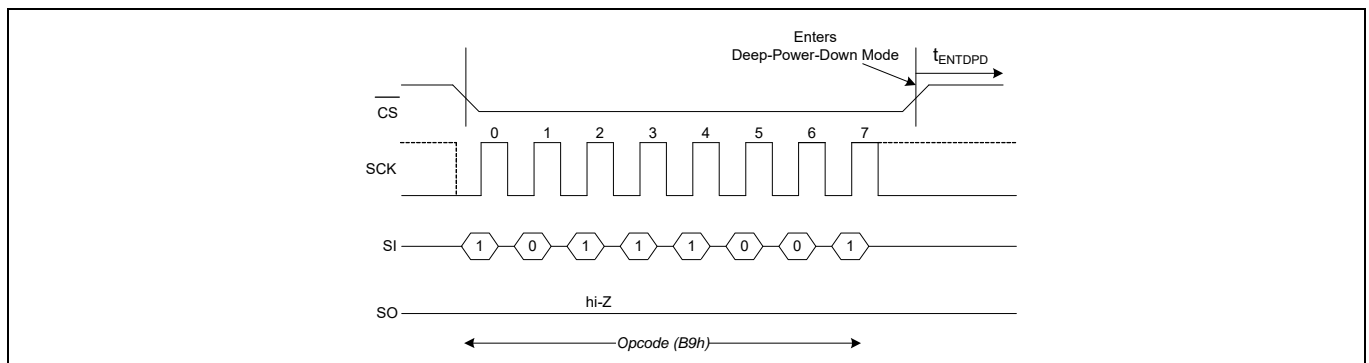 Enters
Deep-Power-Down Mode
tENTDPD
CS
0 1 2 3 4 5 6 7
SCK
SI 1 0 1 1 1 0 0 1
hi-Z
SO
Opcode (B9h)